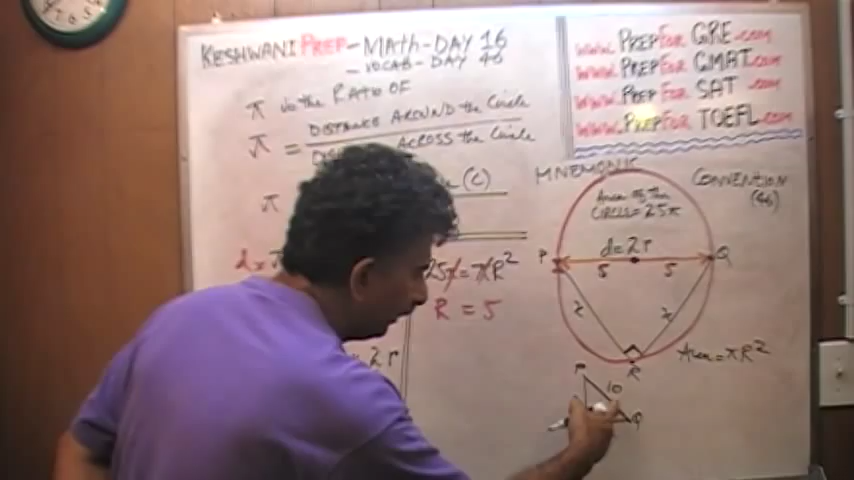 KESHWANI PREP-MATH-DAY 16
-VOCAB-DAY 46
π is the RATIO OF
π = DISTANCE AROUND the Circle
ACROSS the Circle
(C)
π
25π=πR²
R = 5
2r
www.PREPFOR GRE.com
www.PREPFOR GMAT.com
www.PREPFOR SAT.com
www.PREPFOR TOEFL.com
MNEMONIC
CONVENTION
(46)
Area of the
CIRCLE=25π
d=2r
P
Q
5
5
R
Area=πR²
P
10
Q